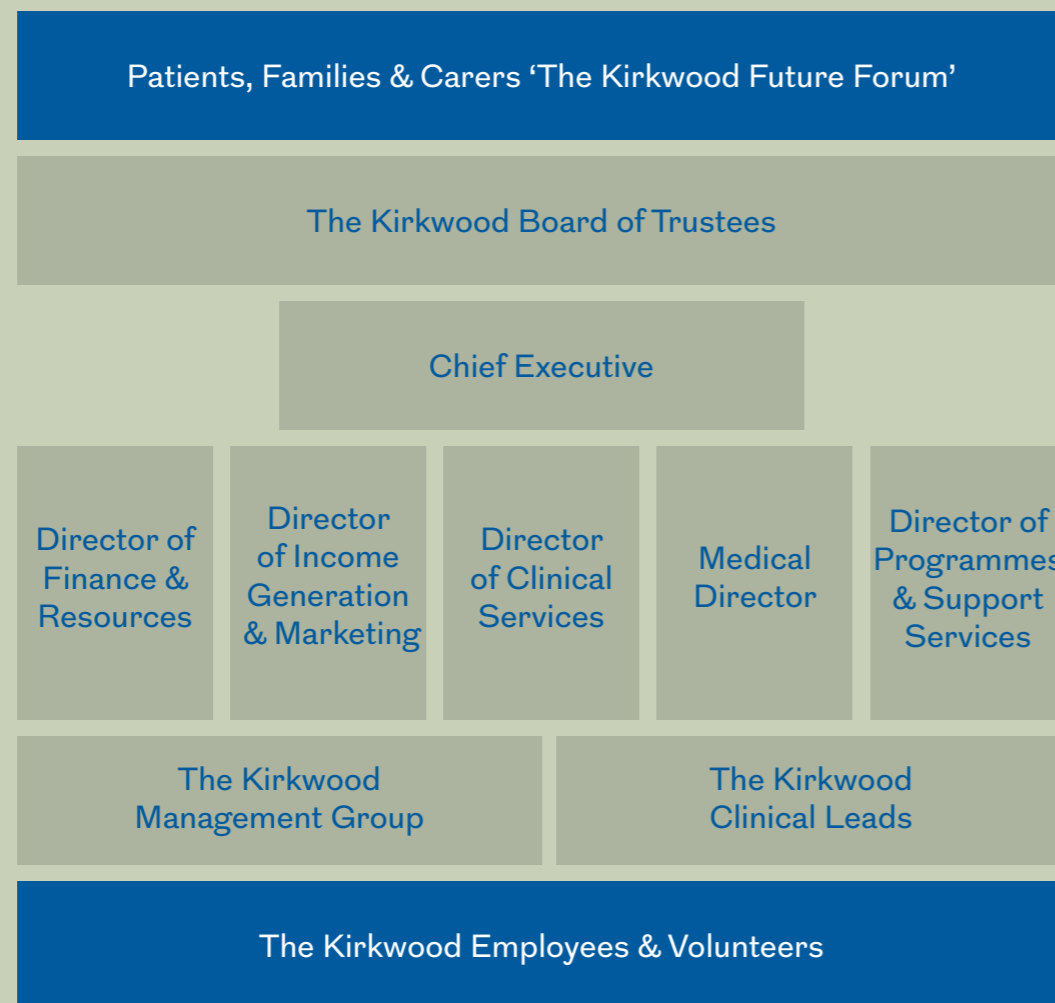 Patients, Families & Carers ‘The Kirkwood Future Forum’
The Kirkwood Board of Trustees
Chief Executive
Director of
Finance &
Resources
Director
of Income
Generation
& Marketing
Director
of Clinical
Services
Medical
Director
Director of
Programmes
& Support
Services
The Kirkwood
Management Group
The Kirkwood
Clinical Leads
The Kirkwood Employees & Volunteers